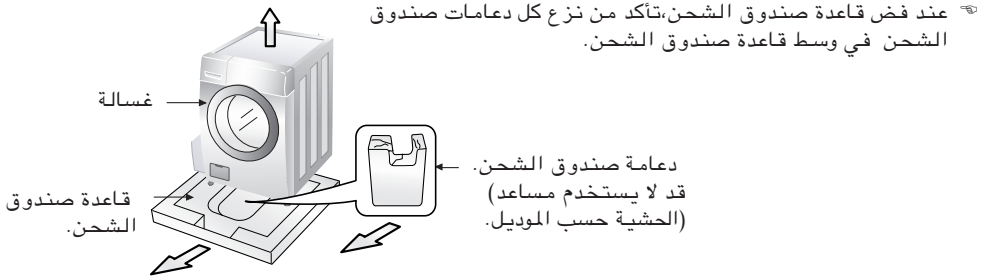 ☜ عند فض قاعدة صندوق الشحن،تأكد من نزع كل دعامات صندوق
الشحن في وسط قاعدة صندوق الشحن.
غسالة
دعامة صندوق الشحن.
قد لا يستخدم مساعد)
(الحشية حسب الموديل.
قاعدة صندوق
الشحن.